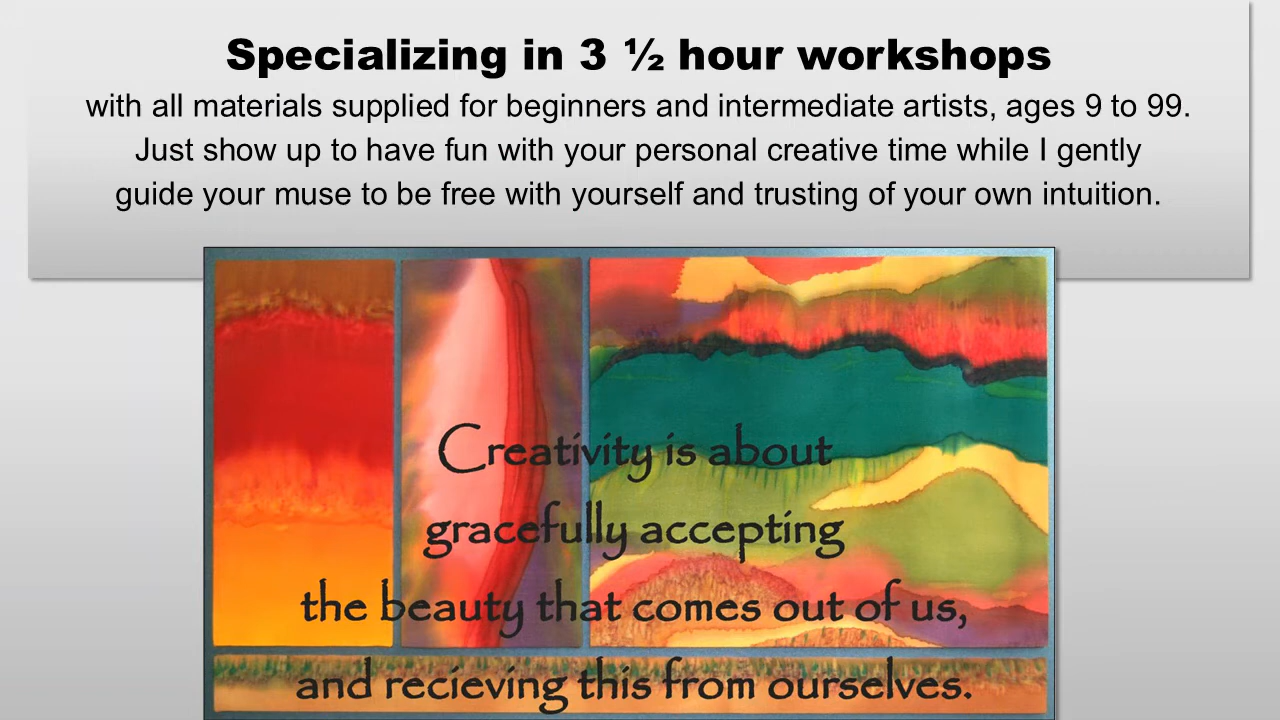 Specializing in 3 ½ hour workshops
with all materials supplied for beginners and intermediate artists, ages 9 to 99.
Just show up to have fun with your personal creative time while I gently
guide your muse to be free with yourself and trusting of your own intuition.
Creativity is about
gracefully accepting
the beauty that comes out of us,
and recieving this from ourselves.